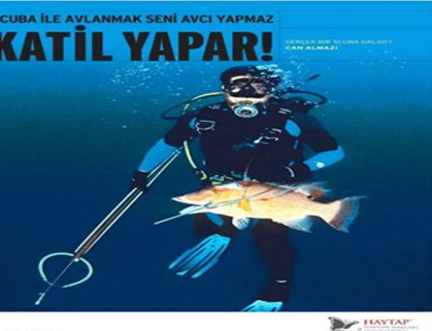 CUBA İLE AVLANMAK SENİ AVCI YAPMAZ
KATİL YAPAR!
GERÇEK BİR SCUBA DALGICI
CAN ALMAZ!
HAYTAP